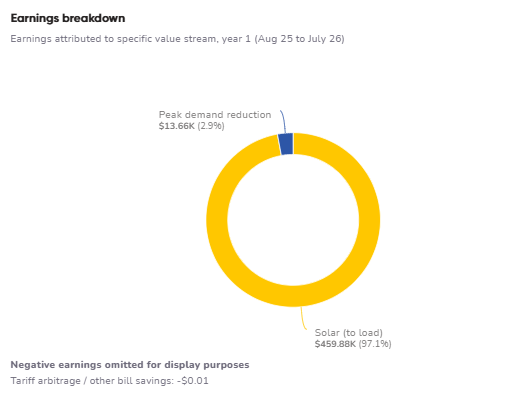 Earnings breakdown
Earnings attributed to specific value stream, year 1 (Aug 25 to July 26)
Peak demand reduction
$13.66K (2.9%)
Solar (to load)
$459.88K (97.1%)
Negative earnings omitted for display purposes
Tariff arbitrage / other bill savings: -$0.01